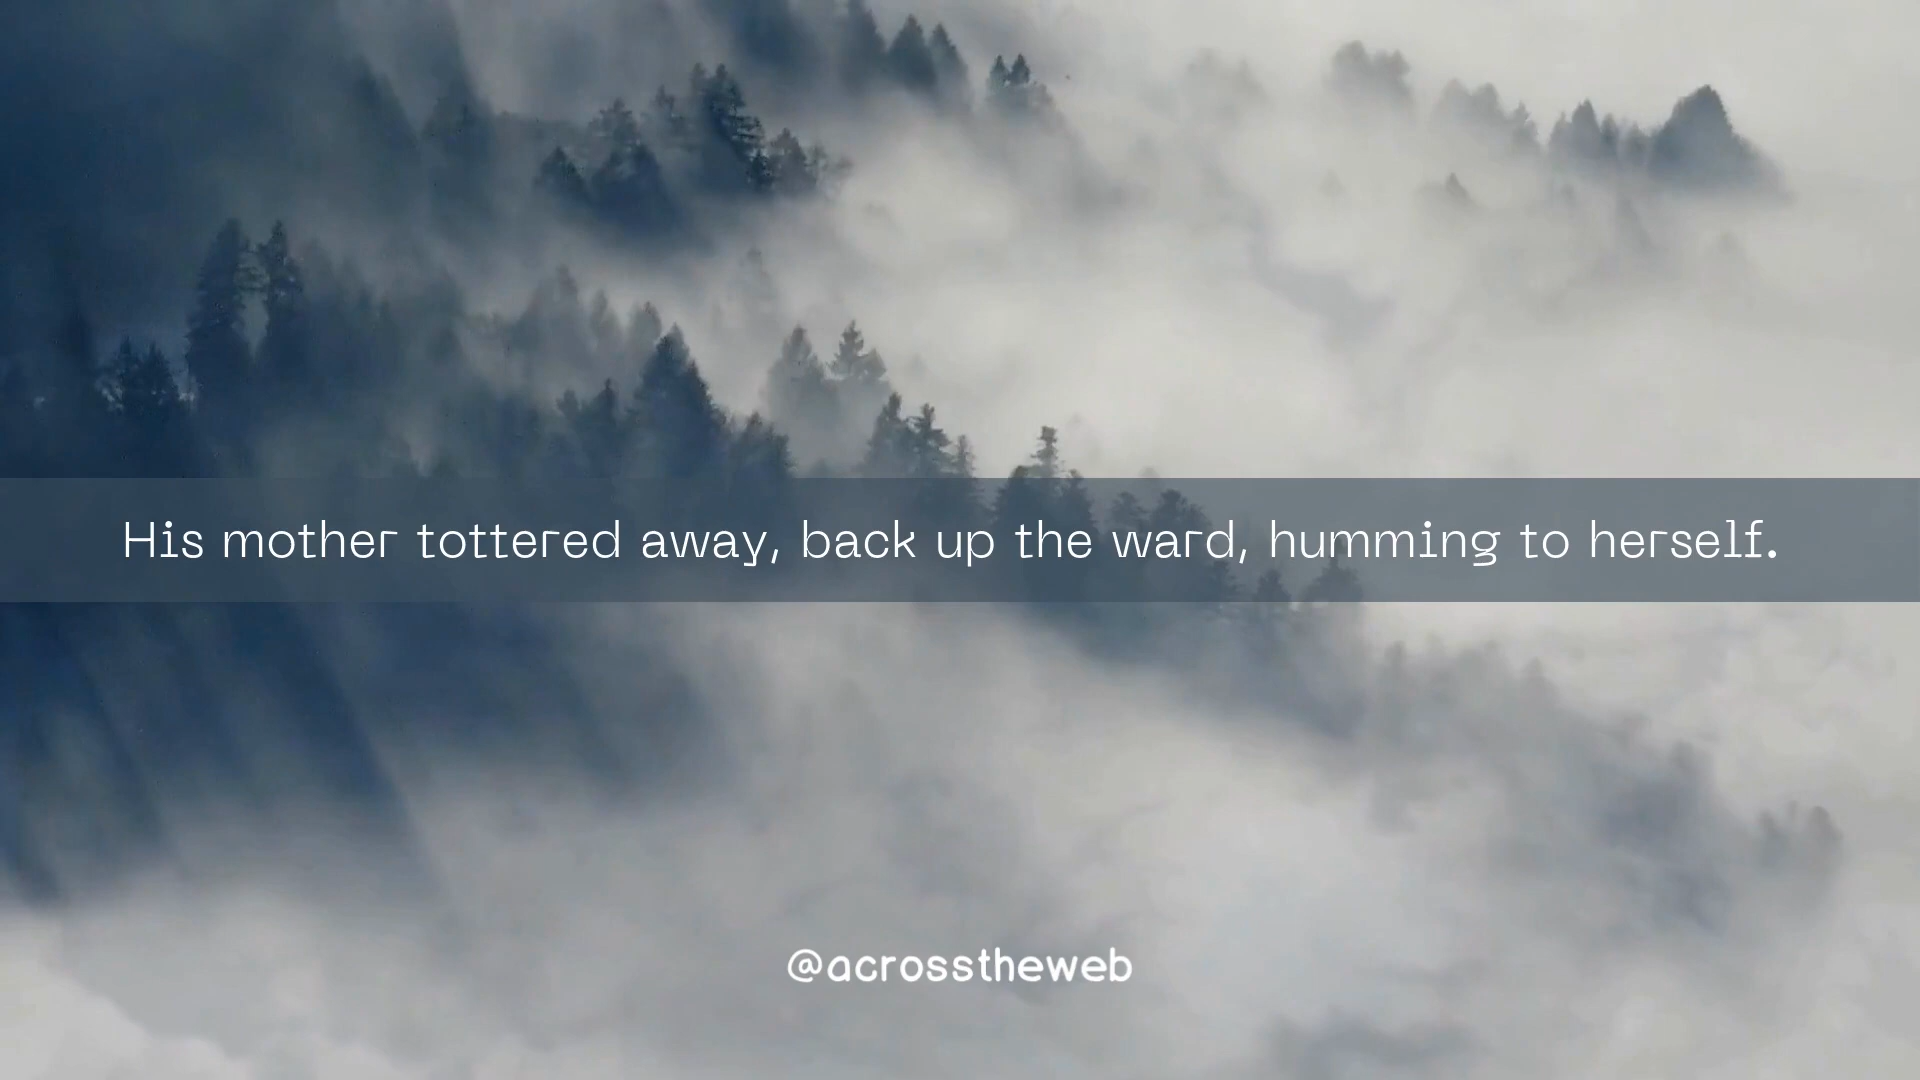 His mother tottered away, back up the ward, humming to herself.
@acrosstheweb